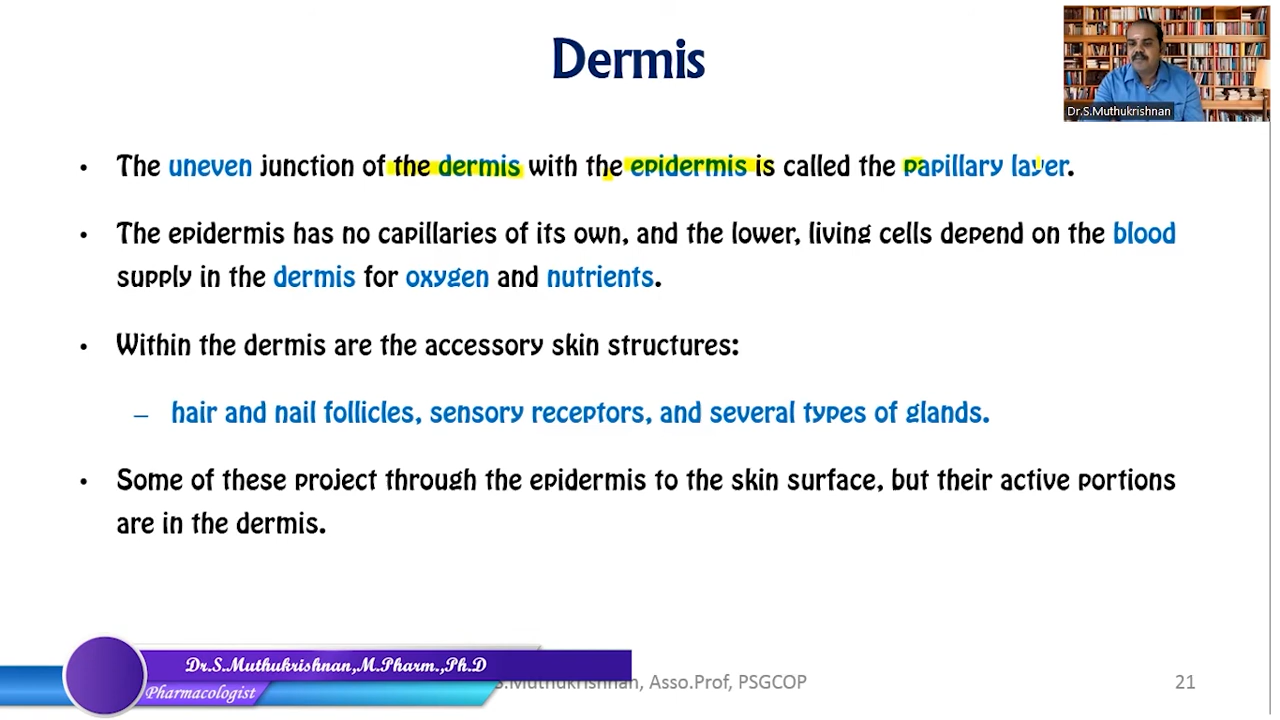 Dermis
Dr.S.Muthukrishnan
• The uneven junction of the dermis with the epidermis is called the papillary layer.
• The epidermis has no capillaries of its own, and the lower, living cells depend on the blood
supply in the dermis for oxygen and nutrients.
• Within the dermis are the accessory skin structures:
– hair and nail follicles, sensory receptors, and several types of glands.
• Some of these project through the epidermis to the skin surface, but their active portions
are in the dermis.
Dr.S.Muthukrishnan,M.Pharm.,Ph.D
Pharmacologist
S.Muthukrishnan, Asso.Prof, PSGCOP
21